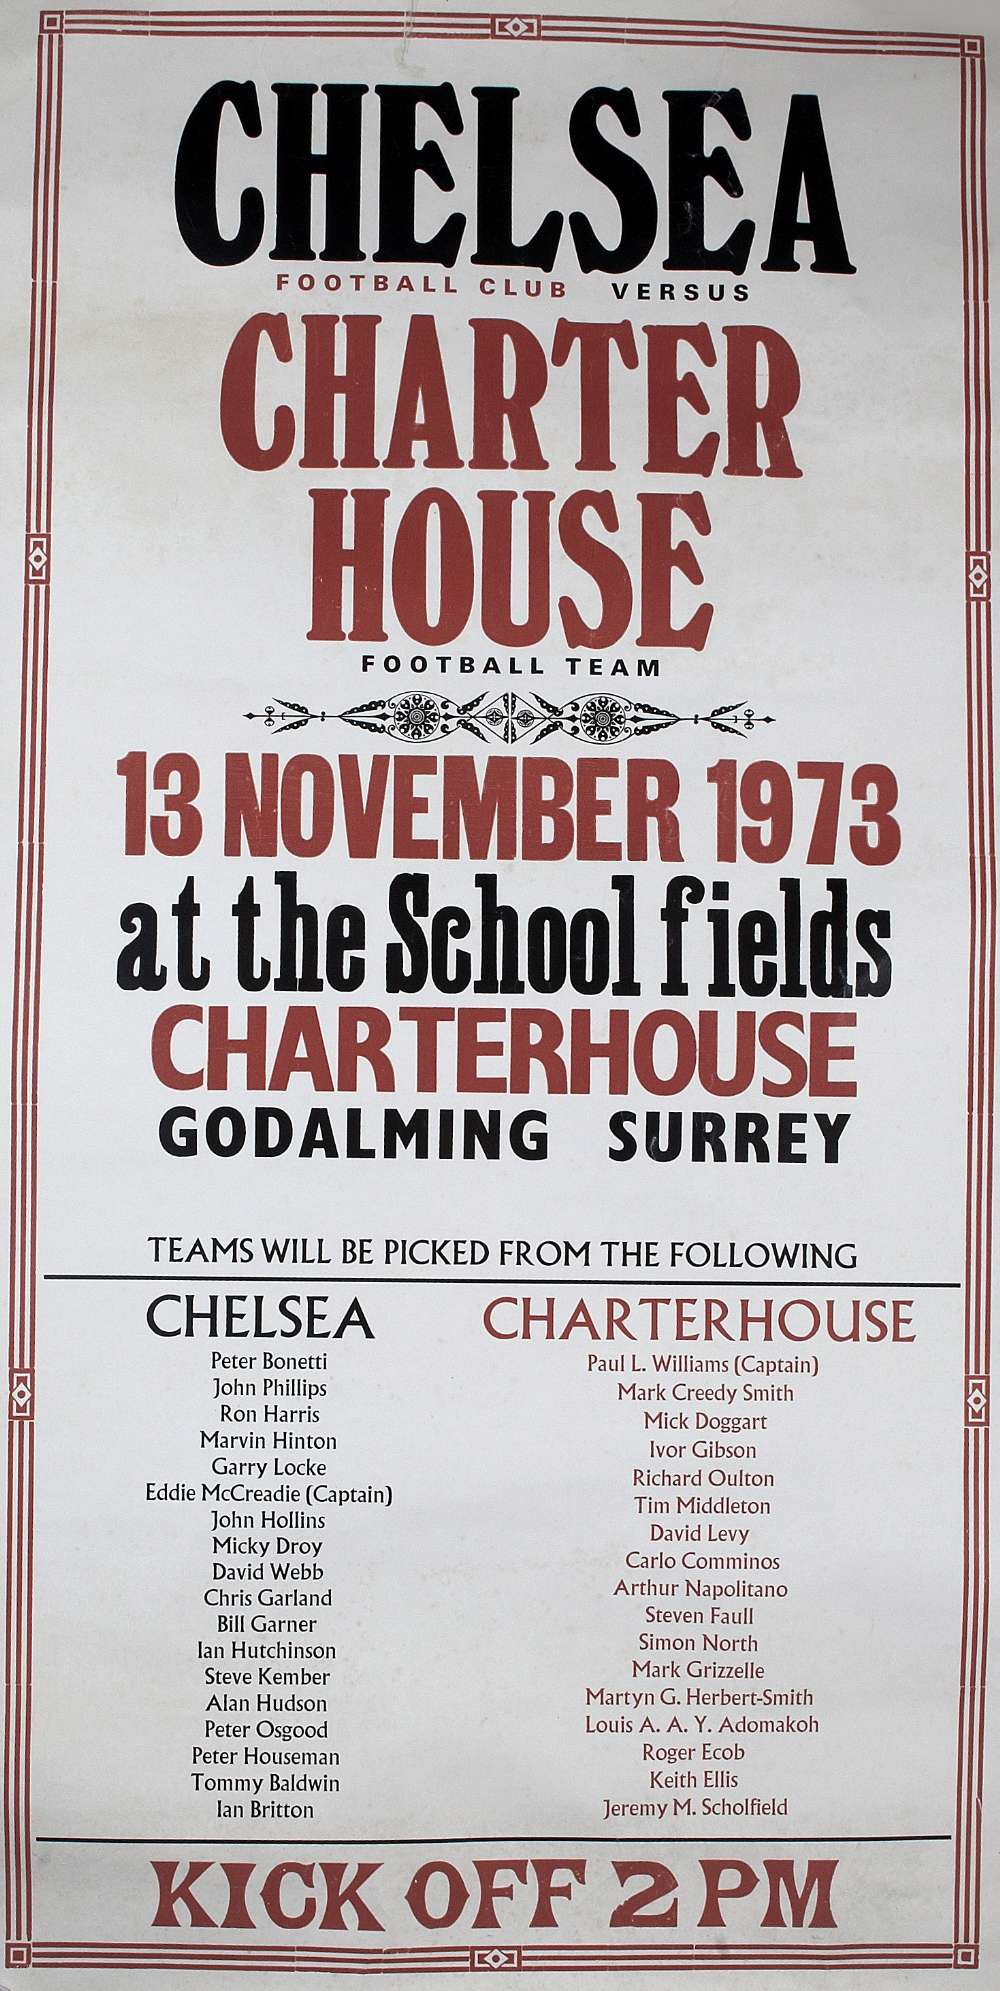 CHELSEA
FOOTBALL CLUB VERSUS
CHARTER
HOUSE
FOOTBALL TEAM
13 NOVEMBER 1973
at the School fields
CHARTERHOUSE
GODALMING SURREY
TEAMS WILL BE PICKED FROM THE FOLLOWING
CHELSEA
Peter Bonetti
John Phillips
Ron Harris
Marvin Hinton
Garry Locke
Eddie McCreadie (Captain)
John Hollins
Micky Droy
David Webb
Chris Garland
Bill Garner
Ian Hutchinson
Steve Kember
Alan Hudson
Peter Osgood
Peter Houseman
Tommy Baldwin
Ian Britton
CHARTERHOUSE
Paul L. Williams (Captain)
Mark Creedy Smith
Mick Doggart
Ivor Gibson
Richard Oulton
Tim Middleton
David Levy
Carlo Comminos
Arthur Napolitano
Steven Faull
Simon North
Mark Grizzelle
Martyn G. Herbert-Smith
Louis A. A. Y. Adomakoh
Roger Ecob
Keith Ellis
Jeremy M. Scholfield
KICK OFF 2 PM